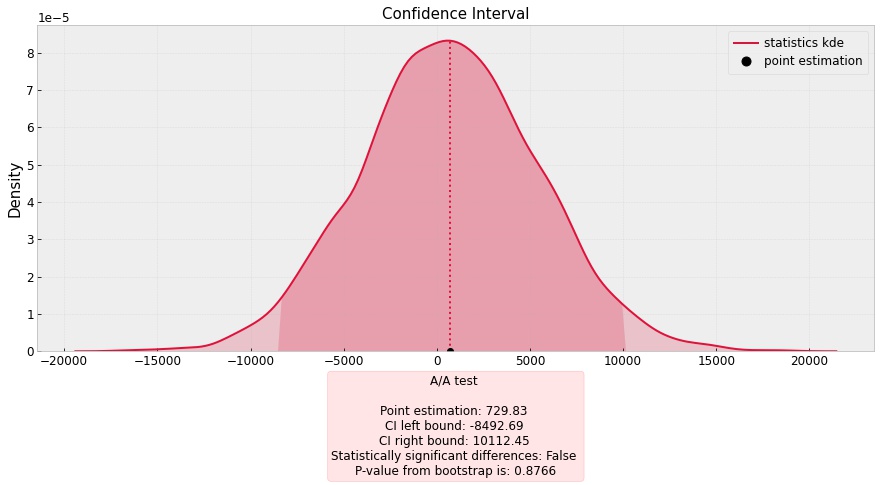 Confidence Interval
1e−5
statistics kde
point estimation
Density
8
7
6
5
4
3
2
1
0
−20000 −15000 −10000 −5000 0 5000 10000 15000 20000
A/A test
Point estimation: 729.83
CI left bound: -8492.69
CI right bound: 10112.45
Statistically significant differences: False
P-value from bootstrap is: 0.8766